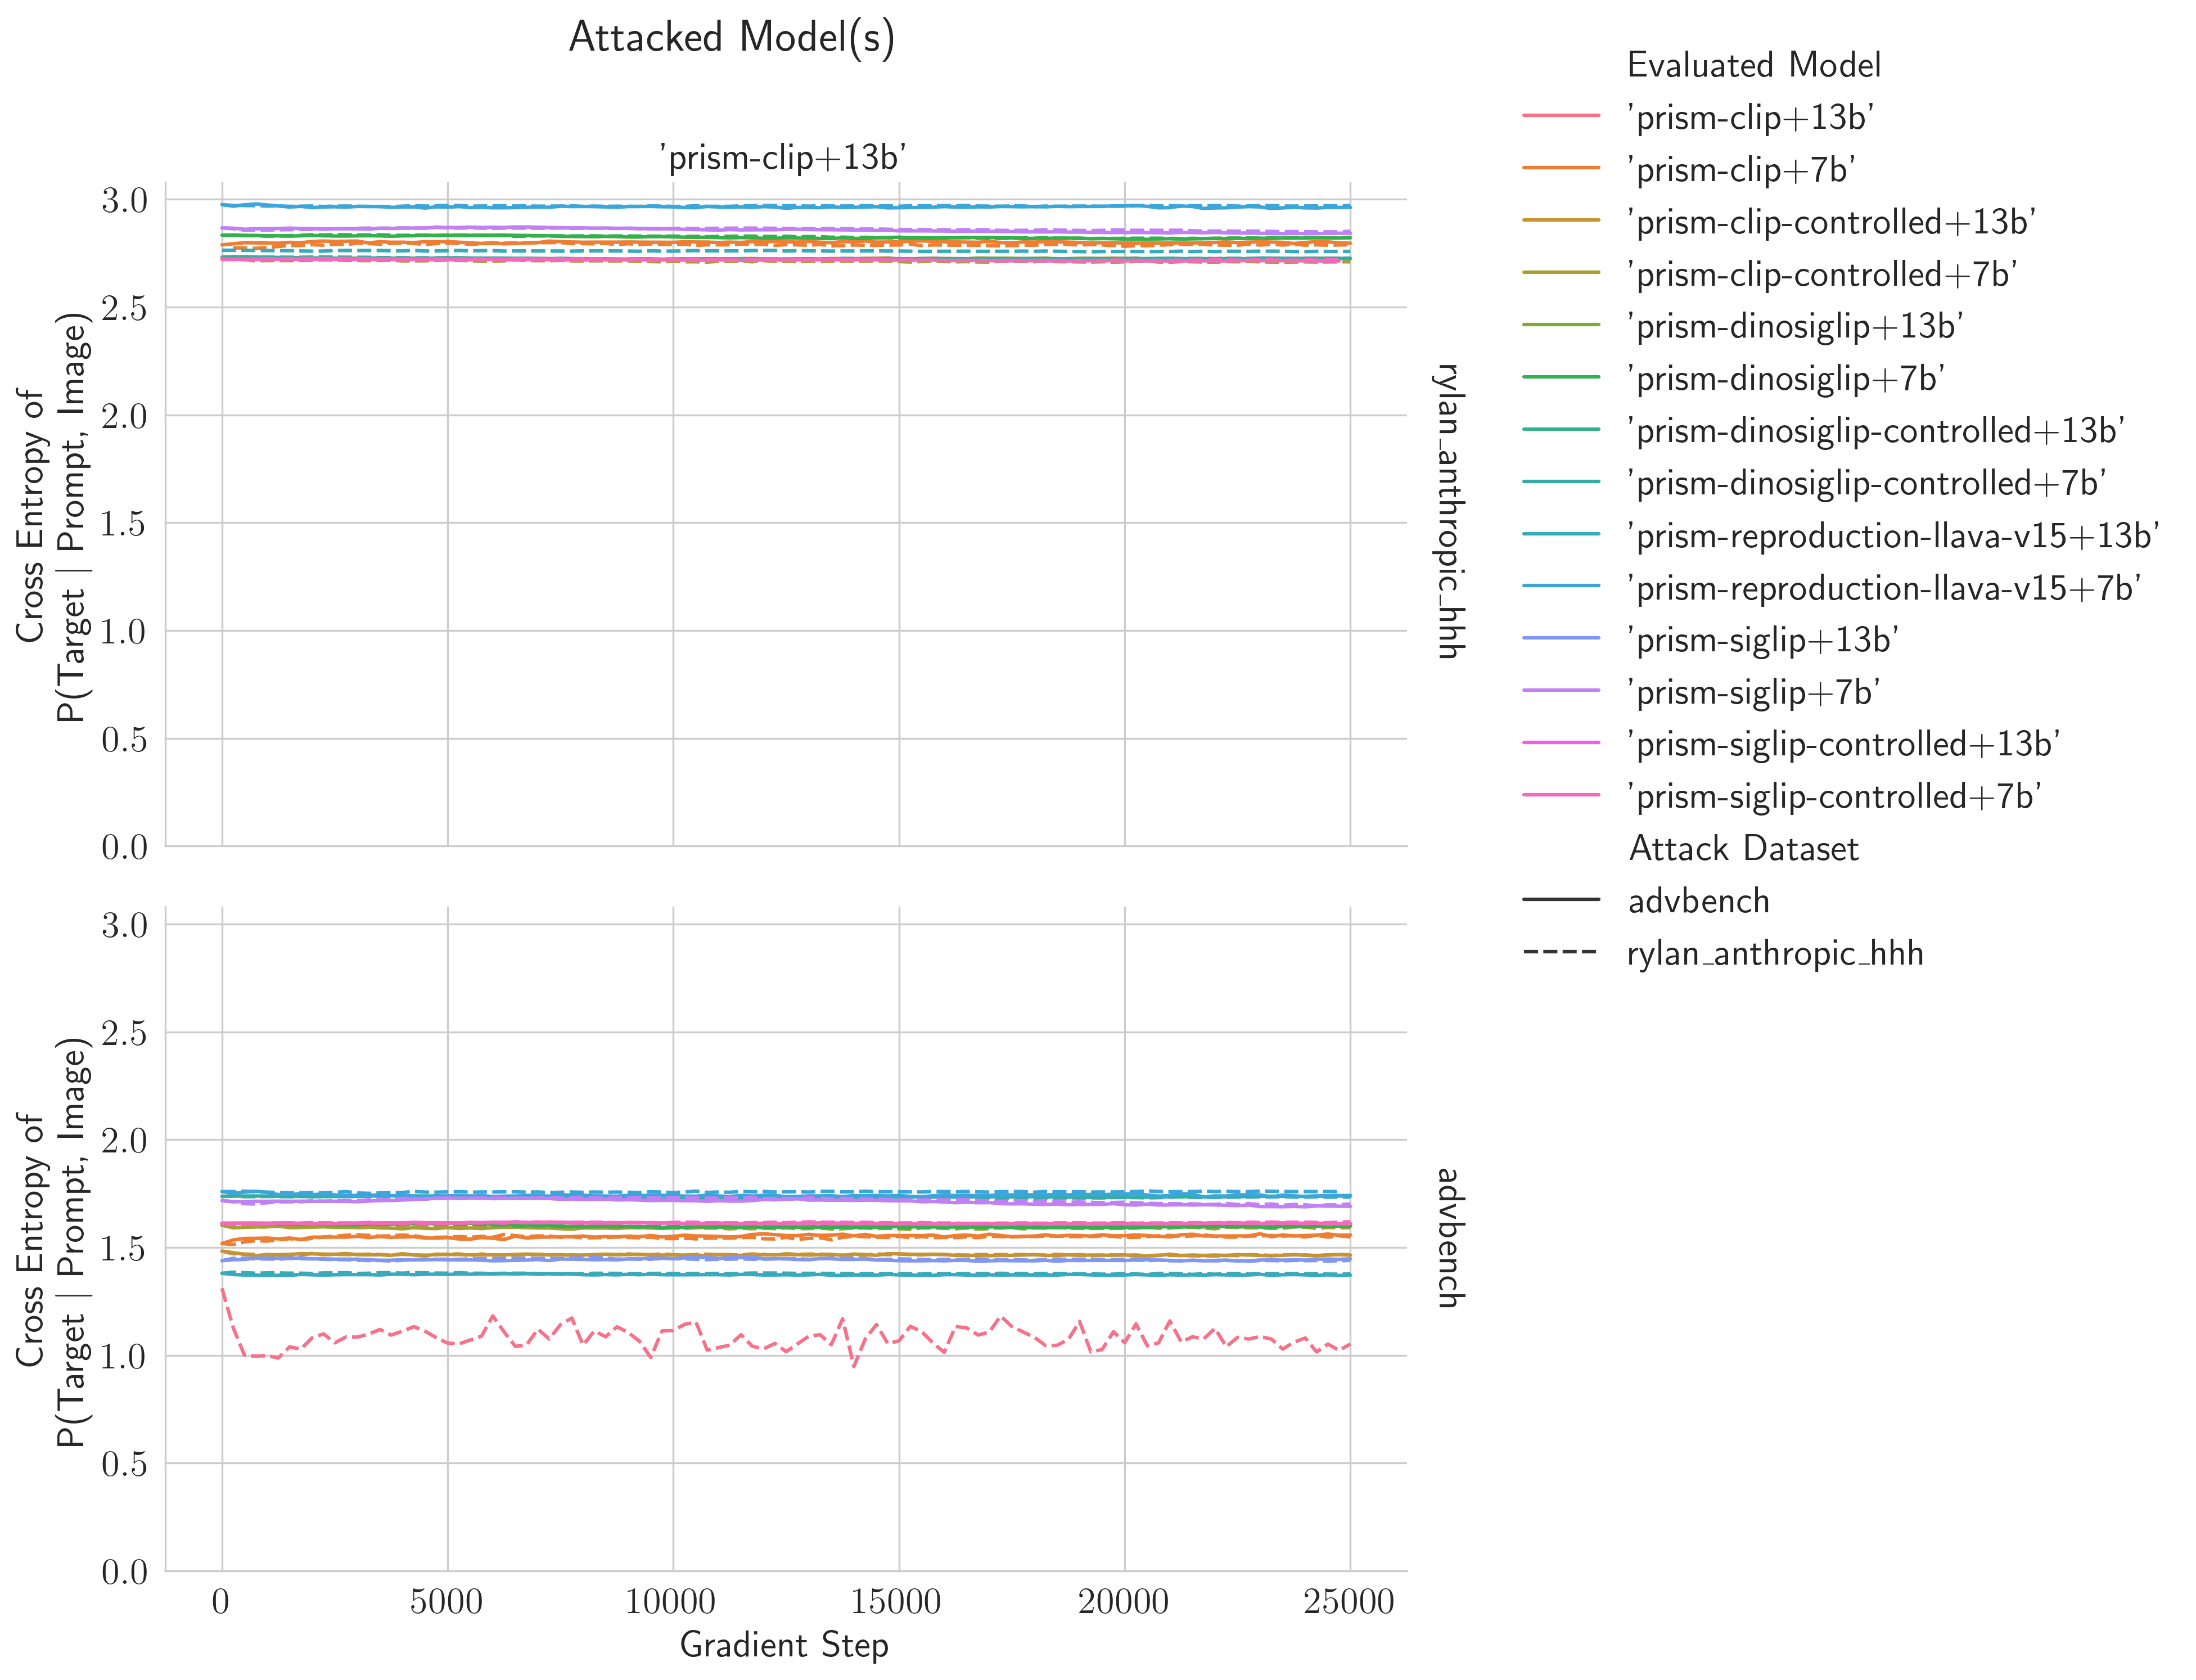 Attacked Model(s)
'prism-clip+13b'
3.0
2.5
2.0
1.5
1.0
0.5
0.0
Cross Entropy of
P(Target | Prompt, Image)
rylan_anthropic_hhh
3.0
2.5
2.0
1.5
1.0
0.5
0.0
Cross Entropy of
P(Target | Prompt, Image)
advbench
0
5000
10000
15000
20000
25000
Gradient Step
Evaluated Model
'prism-clip+13b'
'prism-clip+7b'
'prism-clip-controlled+13b'
'prism-clip-controlled+7b'
'prism-dinosiglip+13b'
'prism-dinosiglip+7b'
'prism-dinosiglip-controlled+13b'
'prism-dinosiglip-controlled+7b'
'prism-reproduction-llava-v15+13b'
'prism-reproduction-llava-v15+7b'
'prism-siglip+13b'
'prism-siglip+7b'
'prism-siglip-controlled+13b'
'prism-siglip-controlled+7b'
Attack Dataset
advbench
rylan_anthropic_hhh